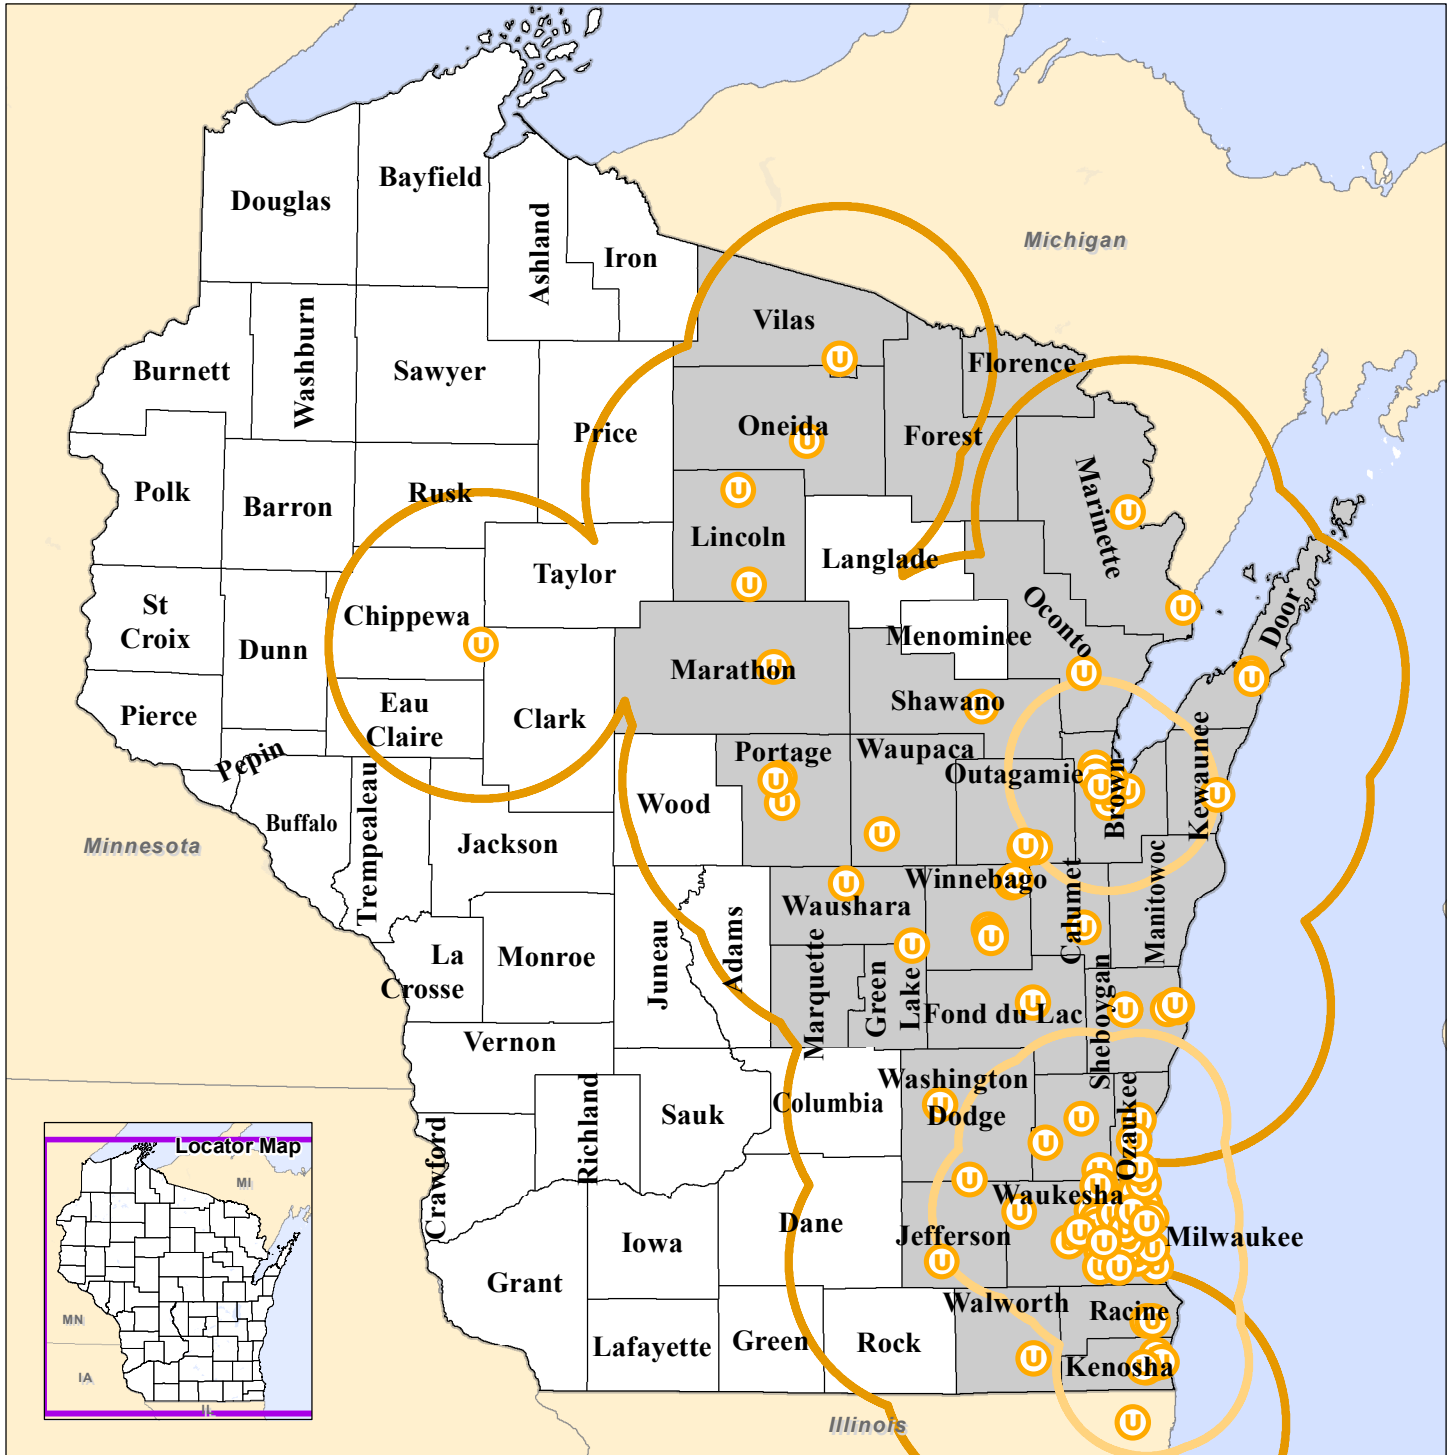 Michigan
Bayfield
Douglas
Ashland
Iron
Vilas
U
Florence
Burnett
Washburn
Sawyer
Price
Oneida
U
Forest
Polk
Barron
Rusk
U
Lincoln
Marinette
U
Langlade
Taylor
U
St
Croix
Chippewa
U
Dunn
Menominee
Oconto
U
Door
U
Marathon
U
U
Shawano
U
Pierce
Eau
Claire
Clark
Pepin
Portage
U
U
Waupaca
U
Outagamie
U
U
Brown
U
Kewaunee
U
Wood
Buffalo
Trempealeau
Jackson
Minnesota
Winnebago
Waushara
U
Calumet
U
Manitowoc
U
U
La
Crosse
Monroe
Juneau
Adams
Marquette
Green
Lake
Fond du Lac
U
Sheboygan
U
U
Vernon
Washington
Dodge
U
U
U
Ozaukee
Columbia
Sauk
Richland
Crawford
Locator Map
MI
MN
IA
IL
U
Waukesha
U
Milwaukee
U
Dane
Jefferson
U
Iowa
Grant
Walworth
U
Racine
U
Lafayette
Green
Rock
Kenosha
Illinois
U